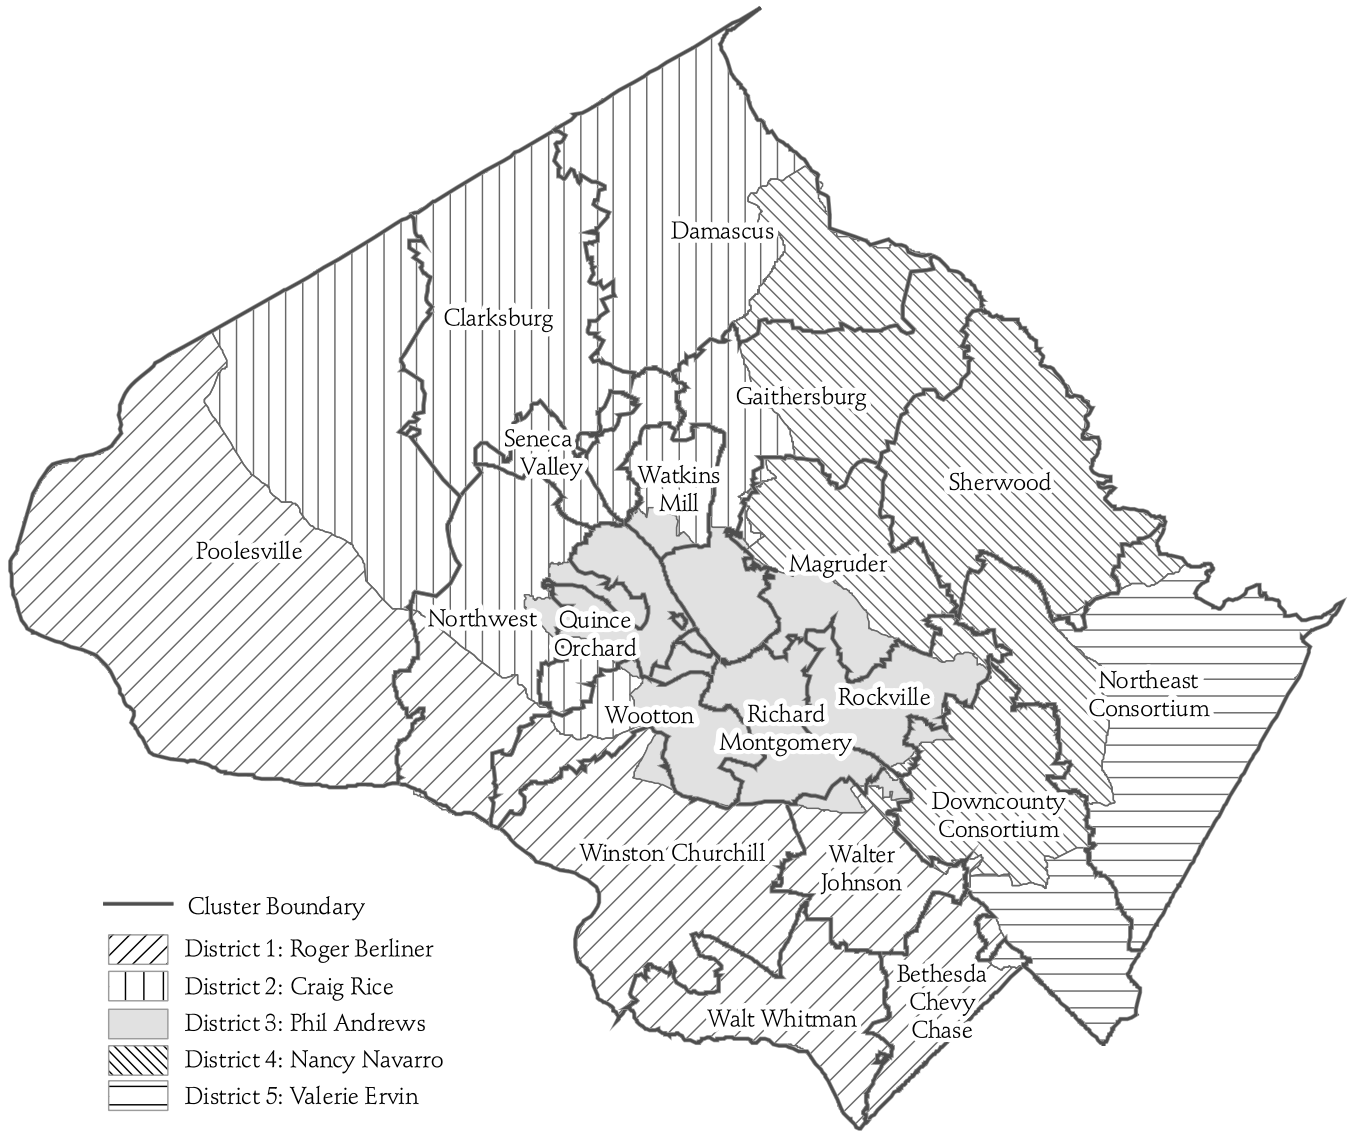 Damascus
Clarksburg
Gaithersburg
Seneca
Valley
Watkins
Mill
Sherwood
Poolesville
Magruder
Northwest
Quince
Orchard
Northeast
Consortium
Rockville
Wootton
Richard
Montgomery
Downcounty
Consortium
Winston Churchill
Walter
Johnson
Bethesda
Chevy
Chase
Walt Whitman
Cluster Boundary
District 1: Roger Berliner
District 2: Craig Rice
District 3: Phil Andrews
District 4: Nancy Navarro
District 5: Valerie Ervin